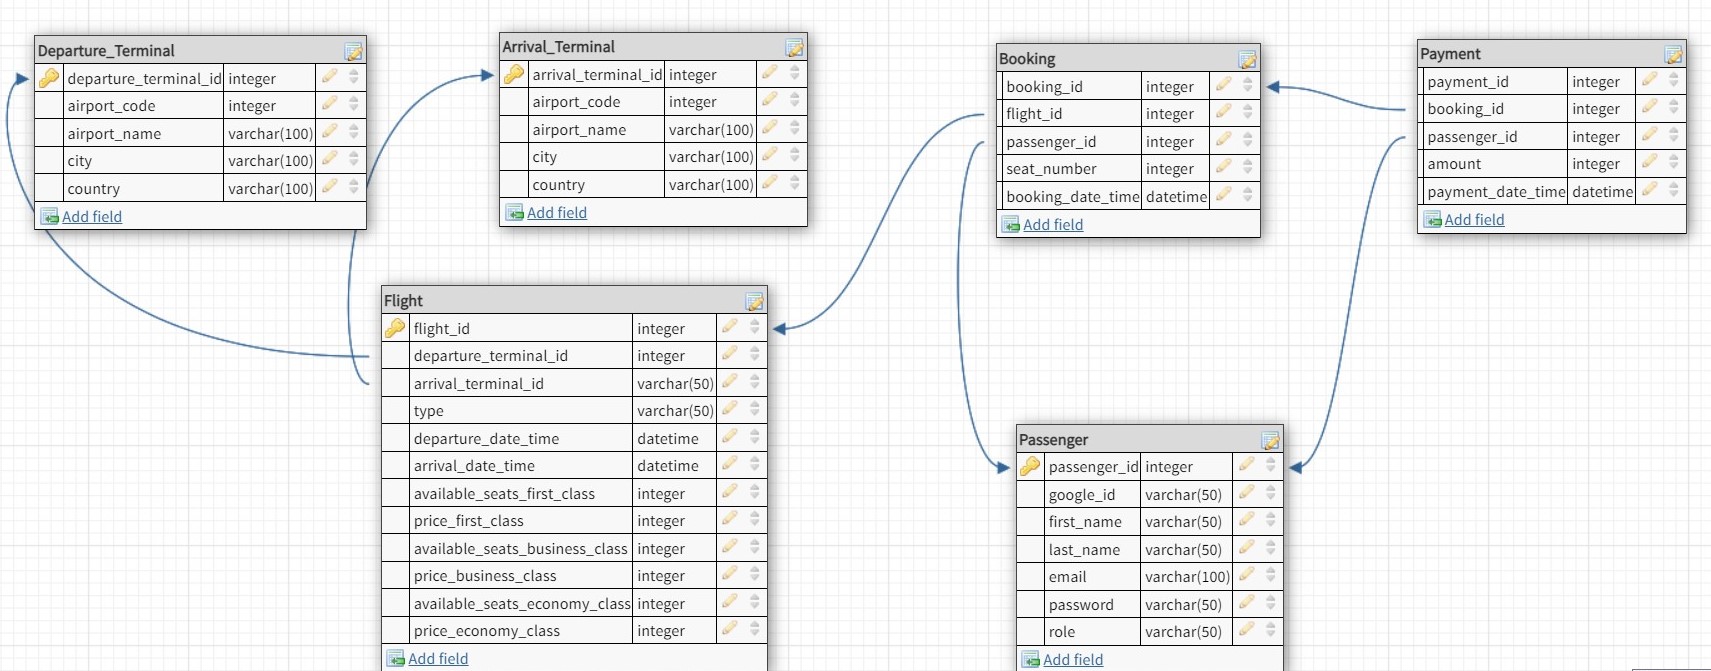 Departure_Terminal
departure_terminal_id integer
airport_code integer
airport_name varchar(100)
city varchar(100)
country varchar(100)
Add field
Arrival_Terminal
arrival_terminal_id integer
airport_code integer
airport_name varchar(100)
city varchar(100)
country varchar(100)
Add field
Booking
booking_id integer
flight_id integer
passenger_id integer
seat_number integer
booking_date_time datetime
Add field
Payment
payment_id integer
booking_id integer
passenger_id integer
amount integer
payment_date_time datetime
Add field
Flight
flight_id integer
departure_terminal_id integer
arrival_terminal_id varchar(50)
type varchar(50)
departure_date_time datetime
arrival_date_time datetime
available_seats_first_class integer
price_first_class integer
available_seats_business_class integer
price_business_class integer
available_seats_economy_class integer
price_economy_class integer
Add field
Passenger
passenger_id integer
google_id varchar(50)
first_name varchar(50)
last_name varchar(50)
email varchar(100)
password varchar(50)
role varchar(50)
Add field